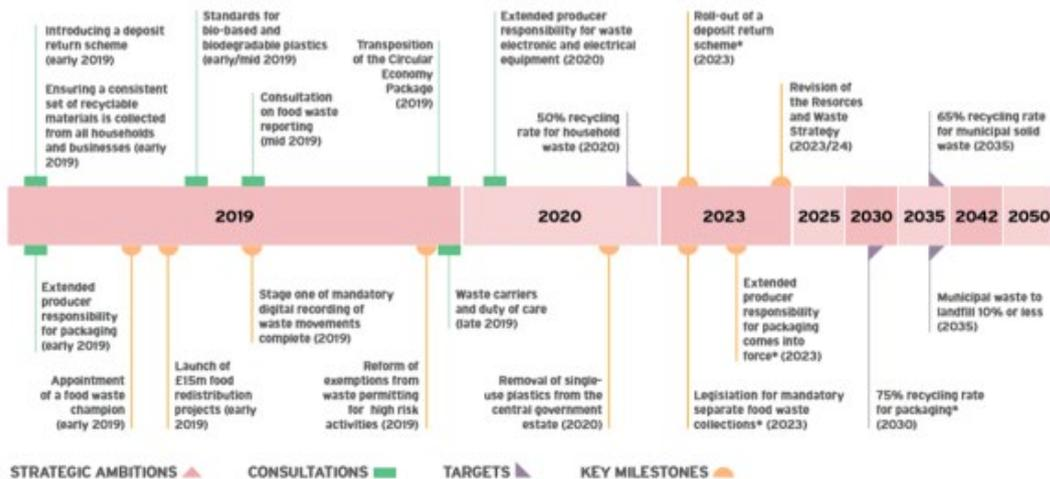 Introducing a deposit
return scheme
(early 2019)
Ensuring a consistent
set of recyclable
materials is collected
from all households
and businesses (early
2019)
Standards for
bio-based and
biodegradable plastics
(early/mid 2019)
Consultation
on food waste
reporting
(mid 2019)
Transposition
of the Circular
Economy
Package
(2019)
Extended producer
responsibility for waste
electronic and electrical
equipment (2020)
50% recycling
rate for household
waste (2020)
Roll-out of a
deposit return
scheme*
(2023)
Revision of
the Resorces
and Waste
Strategy
(2023/24)
65% recycling rate
for municipal solid
waste (2035)
2019
2020
2023
2025
2030
2035
2042
2050
Extended
producer
responsibility
for packaging
(early 2019)
Appointment
of a food waste
champion
(early 2019)
Launch of
£15m food
redistribution
projects (early
2019)
Stage one of mandatory
digital recording of
waste movements
complete (2019)
Reform of
exemptions from
waste permitting
for high risk
activities (2019)
Waste carriers
and duty of care
(late 2019)
Removal of single-
use plastics from the
central government
estate (2020)
Legislation for mandatory
separate food waste
collections* (2023)
Extended
producer
responsibility
for packaging
comes into
force* (2023)
75% recycling rate
for packaging*
(2030)
Municipal waste to
landfill 10% or less
(2035)
STRATEGIC AMBITIONS
CONSULTATIONS
TARGETS
KEY MILESTONES